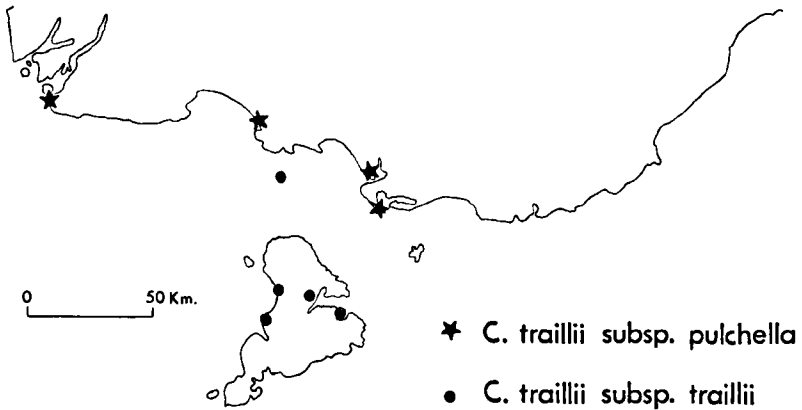 0 50 Km.
★ C. traillii subsp. pulchella
● C. traillii subsp. traillii